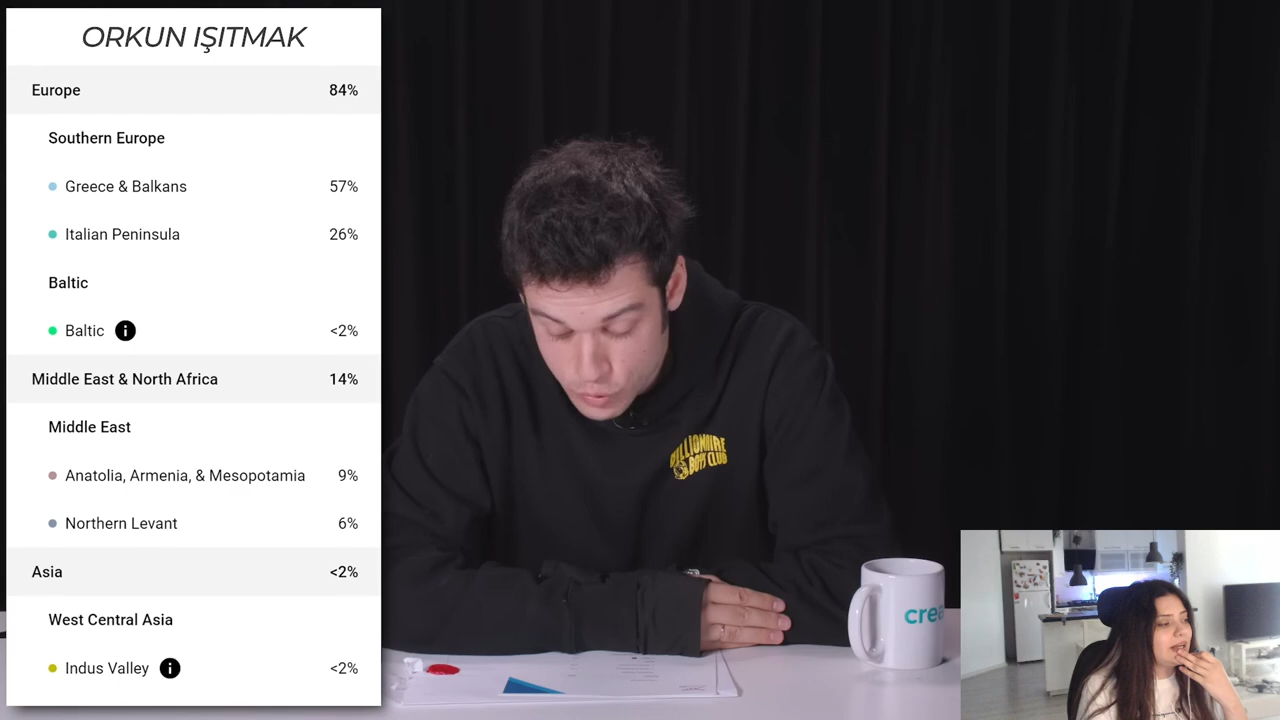 ORKUN IŞITMAK
Europe 84%
Southern Europe
Greece & Balkans 57%
Italian Peninsula 26%
Baltic
Baltic <2%
Middle East & North Africa 14%
Middle East
Anatolia, Armenia, & Mesopotamia 9%
Northern Levant 6%
Asia <2%
West Central Asia
Indus Valley <2%
BILLIONAIRE
BOYS CLUB
crea